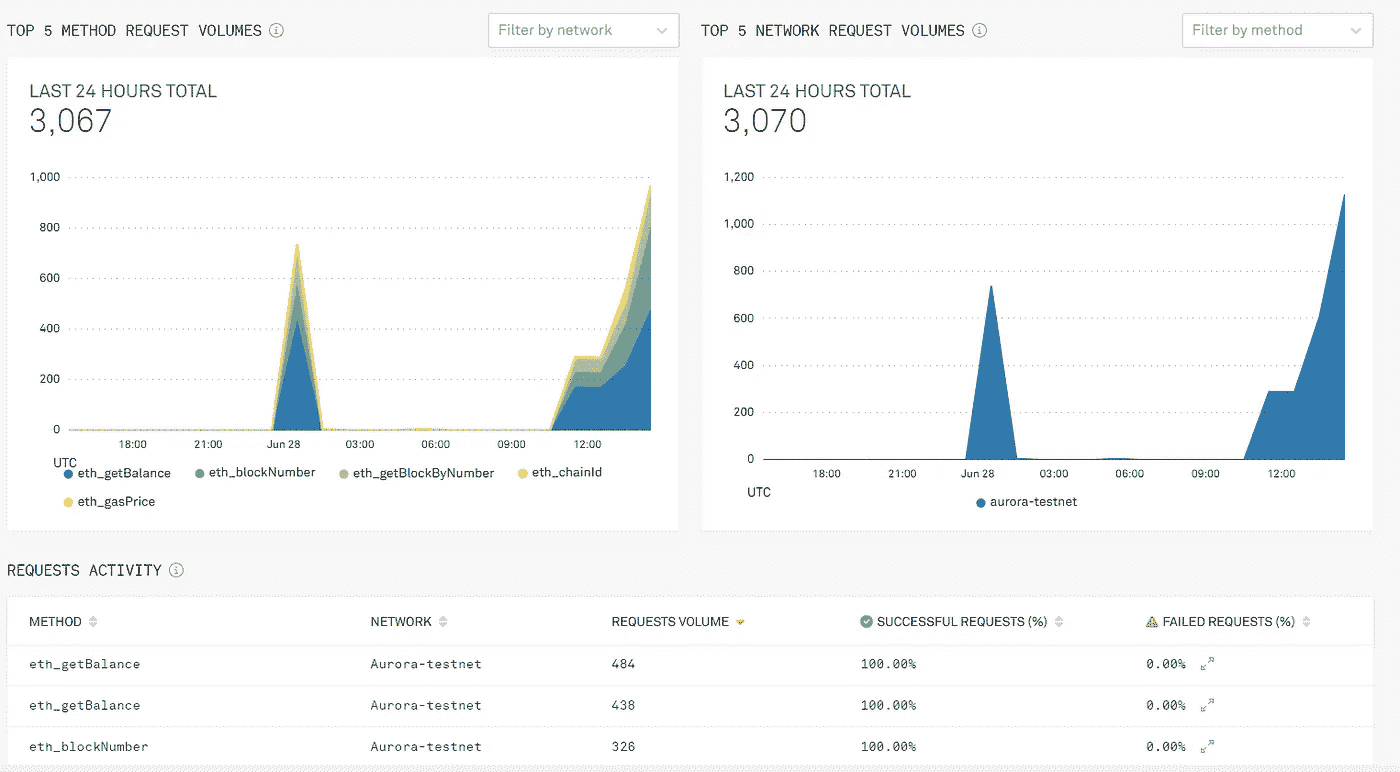 TOP 5 METHOD REQUEST VOLUMES
Filter by network
LAST 24 HOURS TOTAL
3,067
1,000
800
600
400
200
0
18:00 21:00 Jun 28 03:00 06:00 09:00 12:00
UTC
eth_getBalance eth_blockNumber eth_getBlockByNumber eth_chainId
eth_gasPrice
TOP 5 NETWORK REQUEST VOLUMES
Filter by method
LAST 24 HOURS TOTAL
3,070
1,200
1,000
800
600
400
200
0
18:00 21:00 Jun 28 03:00 06:00 09:00 12:00
UTC
aurora-testnet
REQUESTS ACTIVITY
METHOD NETWORK REQUESTS VOLUME SUCCESSFUL REQUESTS (%) FAILED REQUESTS (%)
eth_getBalance Aurora-testnet 484 100.00% 0.00%
eth_getBalance Aurora-testnet 438 100.00% 0.00%
eth_blockNumber Aurora-testnet 326 100.00% 0.00%